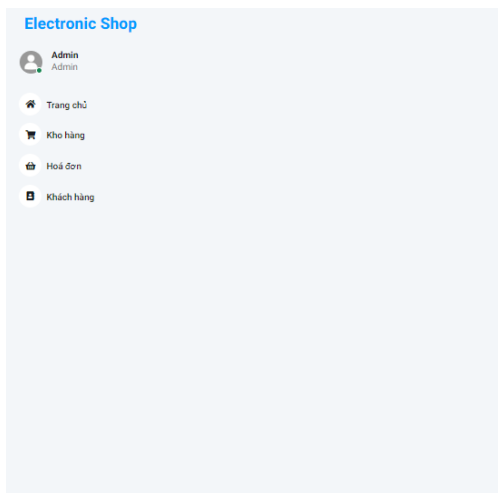 Electronic Shop
Admin
Admin
Trang chủ
Kho hàng
Hoá đơn
Khách hàng